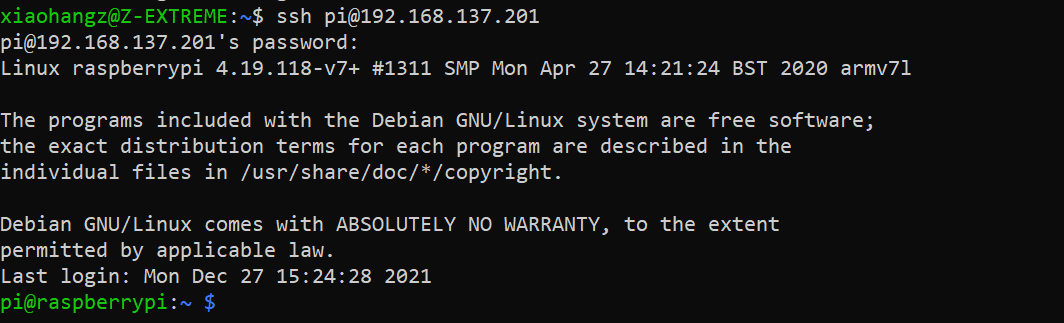 xiaohangz@Z-EXTREME:~$ ssh pi@192.168.137.201
pi@192.168.137.201's password:
Linux raspberrypi 4.19.118-v7+ #1311 SMP Mon Apr 27 14:21:24 BST 2020 armv7l

The programs included with the Debian GNU/Linux system are free software;
the exact distribution terms for each program are described in the
individual files in /usr/share/doc/*/copyright.

Debian GNU/Linux comes with ABSOLUTELY NO WARRANTY, to the extent
permitted by applicable law.
Last login: Mon Dec 27 15:24:28 2021
pi@raspberrypi:~ $